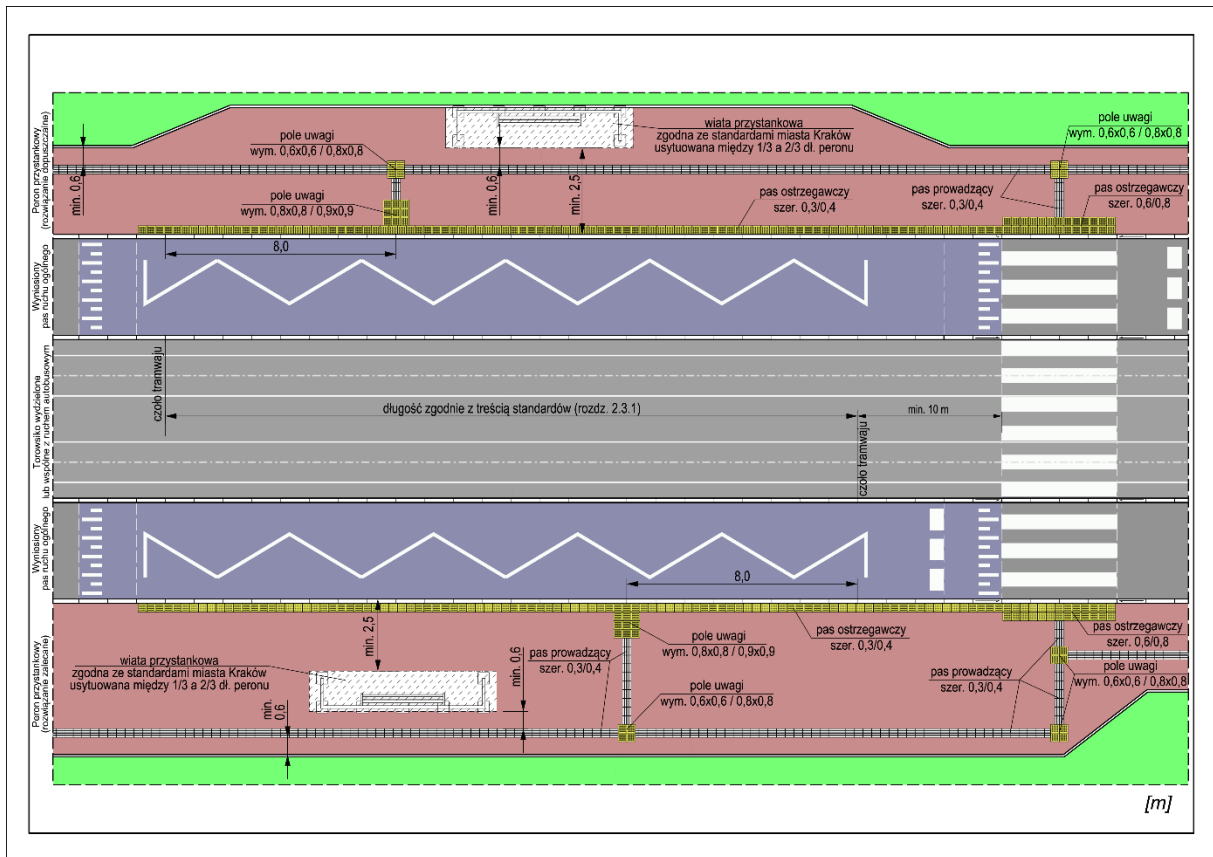 Peron przystankowy
(rozwiązanie dopuszczalne)
pole uwagi
wym. 0,6x0,6 / 0,8x0,8
wiata przystankowa
zgodna ze standardami miasta Kraków
usytuowana między 1/3 a 2/3 dł. peronu
pole uwagi
wym. 0,6x0,6 / 0,8x0,8
min. 0,6
pole uwagi
wym. 0,8x0,8 / 0,9x0,9
min. 0,6
min. 2,5
pas ostrzegawczy
szer. 0,3/0,4
pas prowadzący
szer. 0,3/0,4
pas ostrzegawczy
szer. 0,6/0,8
Wyniosiony
pas ruchu ogólnego
8,0
Torowsiko wydzielone
lub wspólne z ruchem autobusowym
czoło tramwaju
długość zgodnie z treścią standardów (rozdz. 2.3.1)
min. 10 m
czoło tramwaju
Wyniosiony
pas ruchu ogólnego
8,0
Peron przystankowy
(rozwiązanie zalecane)
min. 2,5
pas ostrzegawczy
szer. 0,3/0,4
pas ostrzegawczy
szer. 0,6/0,8
wiata przystankowa
zgodna ze standardami miasta Kraków
usytuowana między 1/3 a 2/3 dł. peronu
pole uwagi
wym. 0,8x0,8 / 0,9x0,9
pas prowadzący
szer. 0,3/0,4
min. 0,6
pole uwagi
wym. 0,6x0,6 / 0,8x0,8
pas prowadzący
szer. 0,3/0,4
pole uwagi
wym. 0,6x0,6 / 0,8x0,8
min.
0,6
[m]